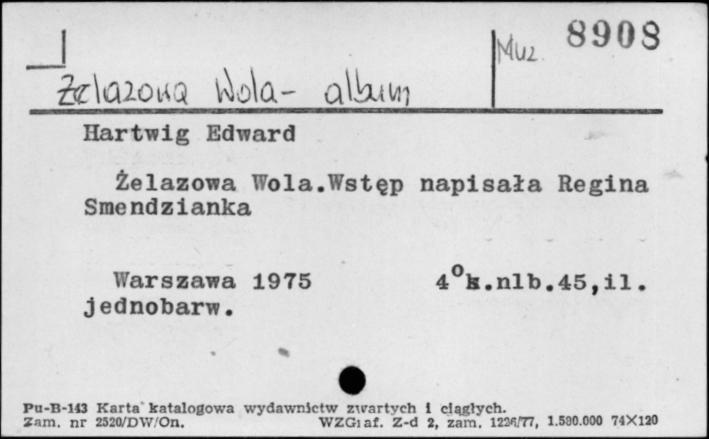 8908
Muz.
Żelazowa Wola - album
Hartwig Edward
Żelazowa Wola.Wstęp napisała Regina
Smendzianka
Warszawa 1975 4°k.nlb.45,il.
jednobarw.
Pu-B-143 Karta katalogowa wydawnictw zwartych i ciągłych.
Zam. nr 2520/DW/On. WZGraf. Z-d 2, zam. 1226/77, 1.500.000 74X120